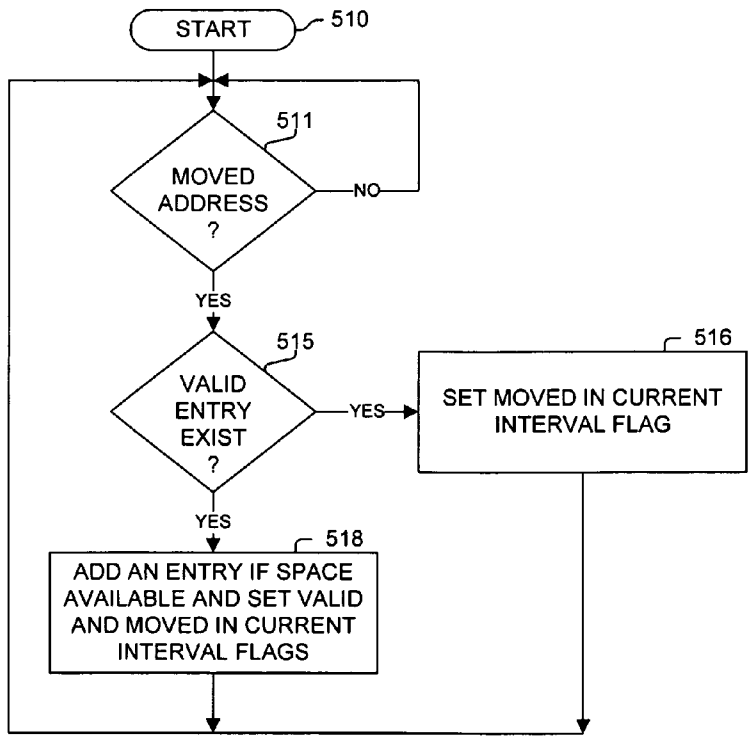 START
510
511
MOVED
ADDRESS
?
NO
YES
515
VALID
ENTRY
EXIST
?
YES
516
SET MOVED IN CURRENT
INTERVAL FLAG
YES
518
ADD AN ENTRY IF SPACE
AVAILABLE AND SET VALID
AND MOVED IN CURRENT
INTERVAL FLAGS